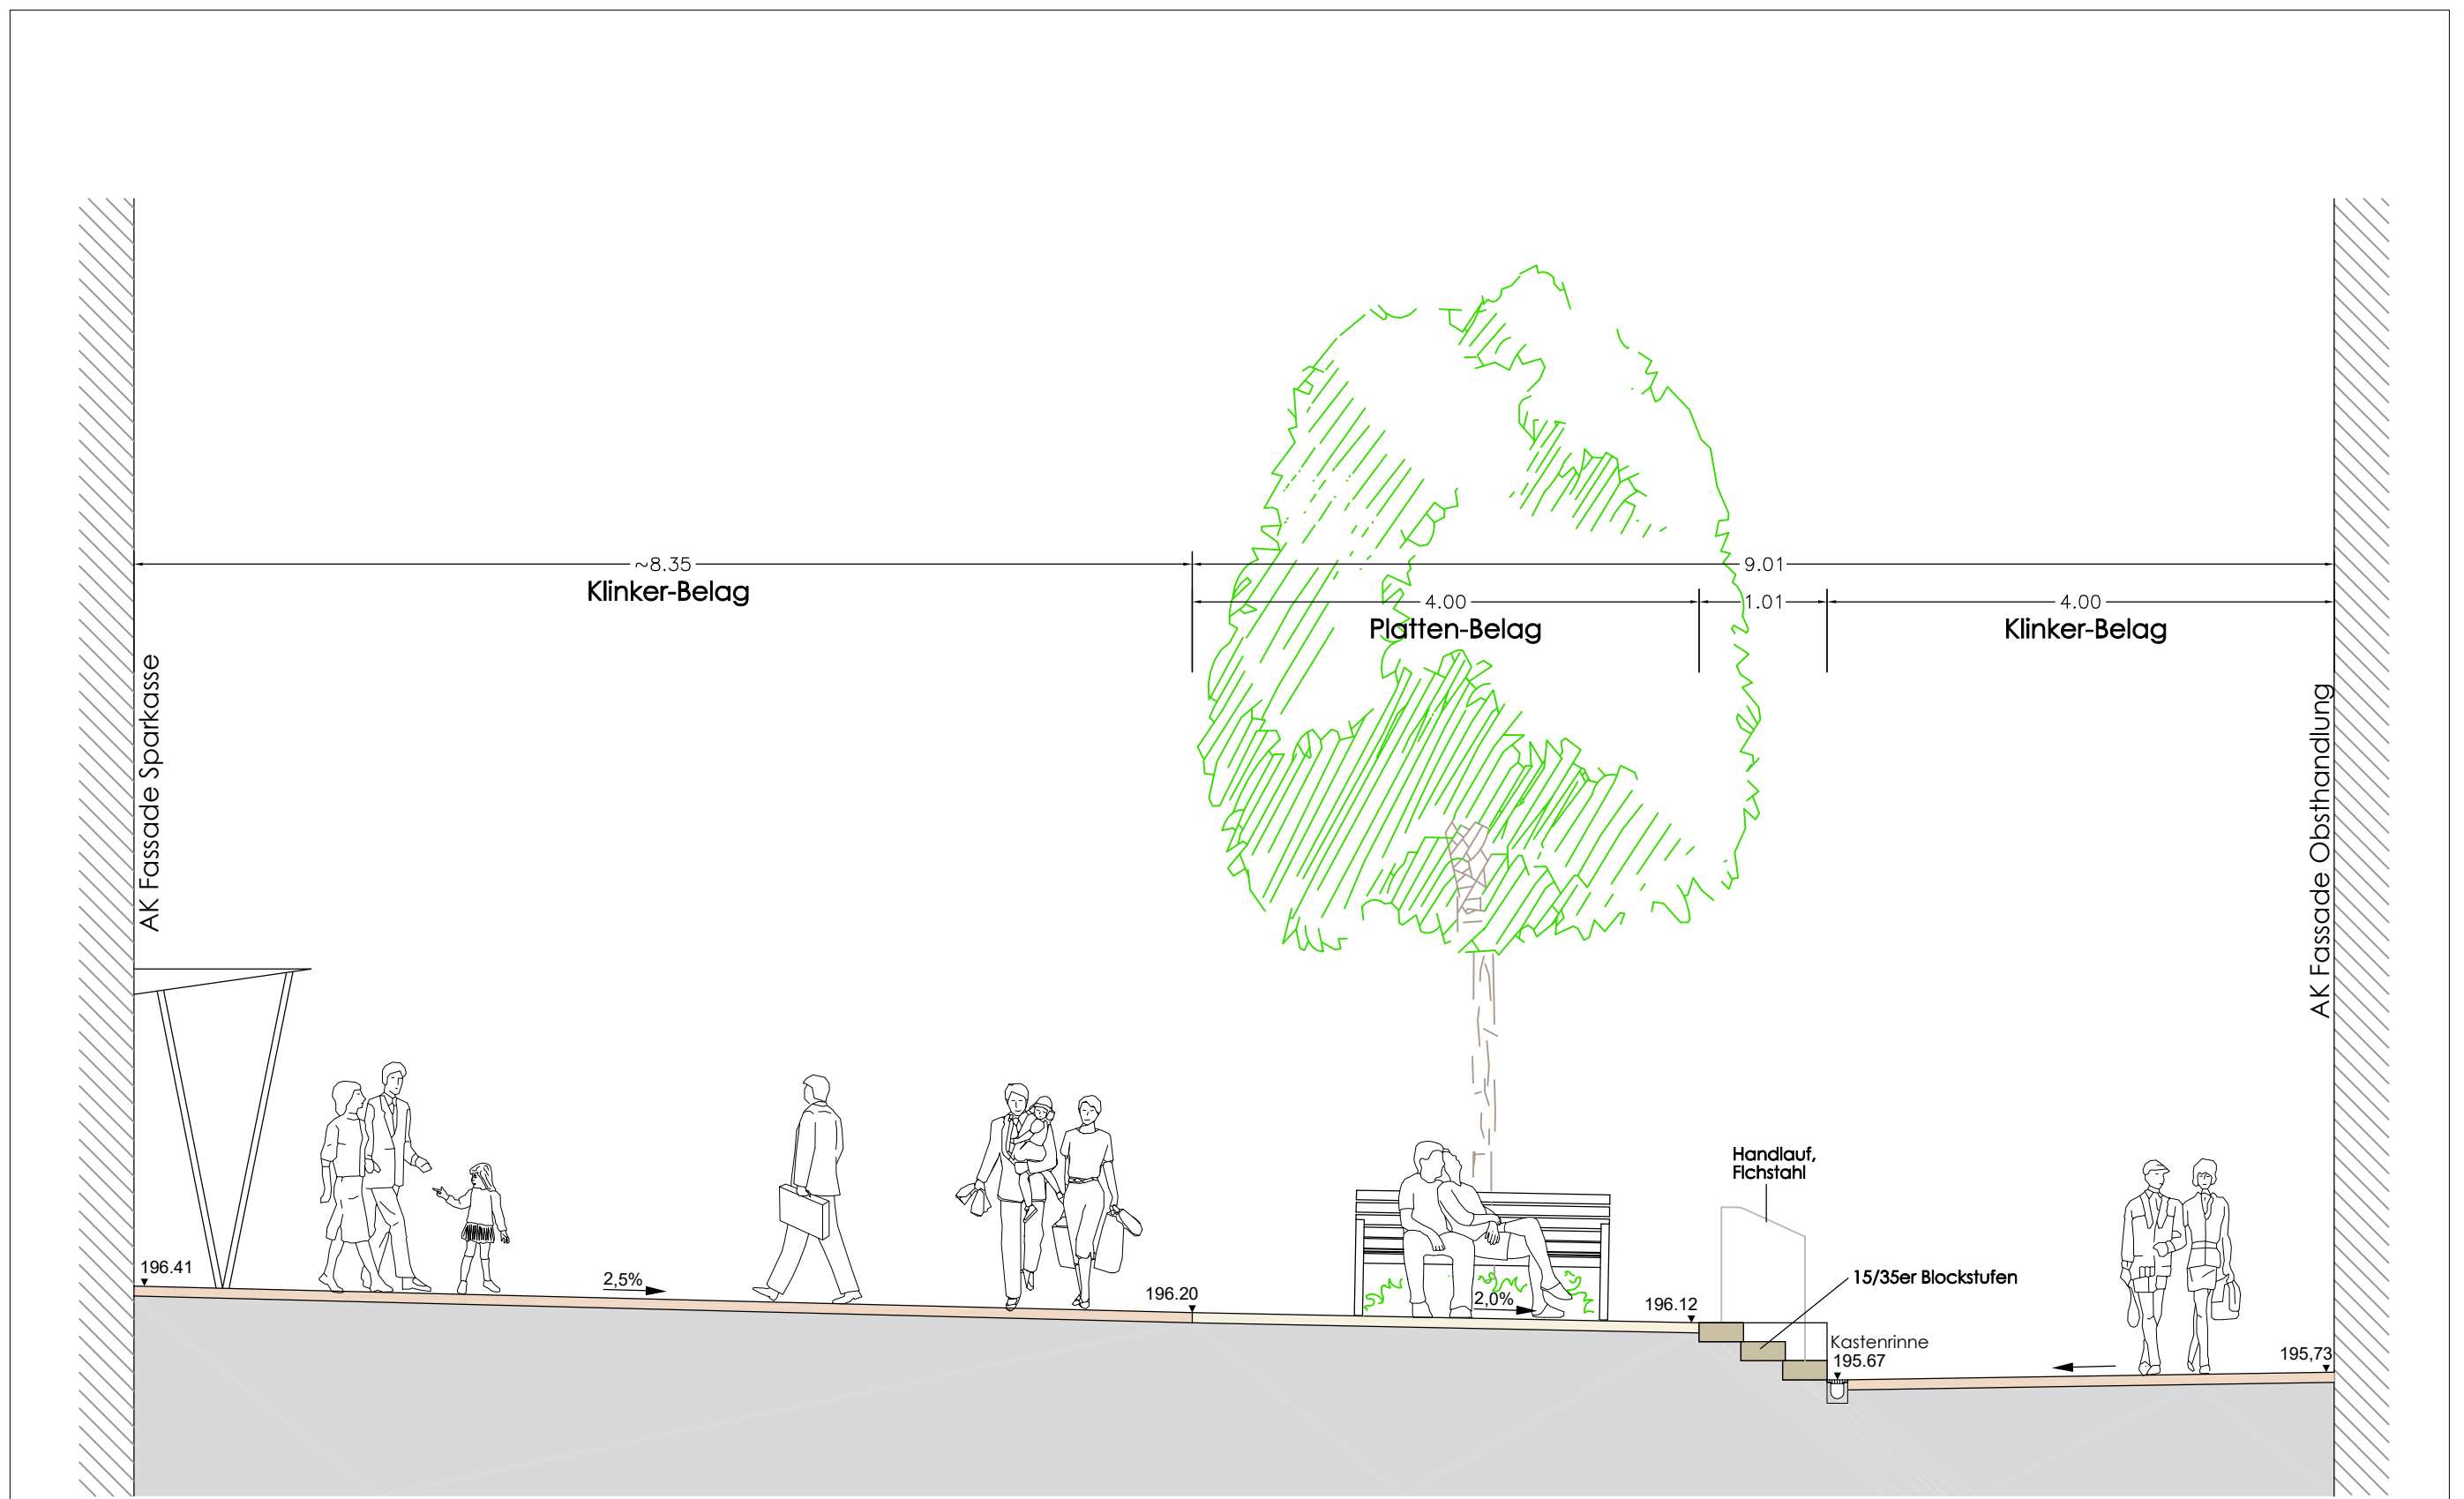 ~8.35
9.01
Klinker-Belag
4.00
1.01
4.00
Platten-Belag
Klinker-Belag
AK Fassade Sparkasse
AK Fassade Obsthandlung
Handlauf,
Flchstahl
196.41
2,5%
196.20
2,0%
196.12
15/35er Blockstufen
Kastenrinne
195.67
195,73